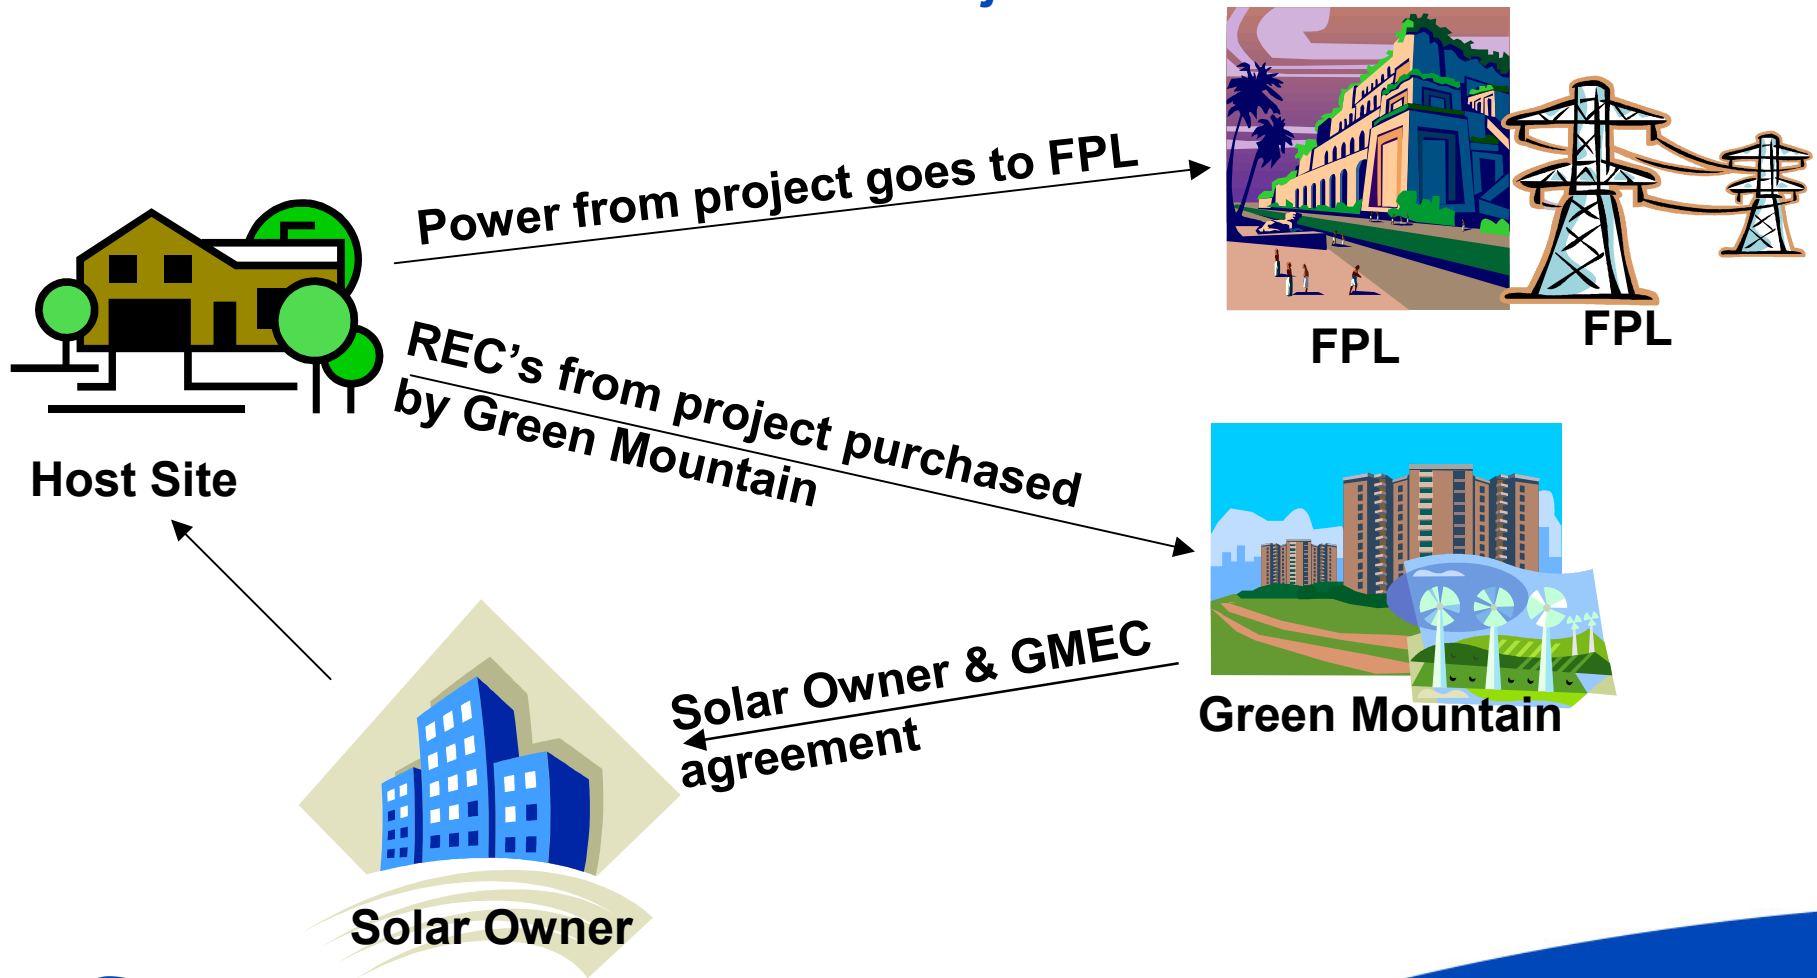 Power from project goes to FPL
FPL
FPL
REC's from project purchased
by Green Mountain
Host Site
Solar Owner & GMEC
agreement
Green Mountain
Solar Owner